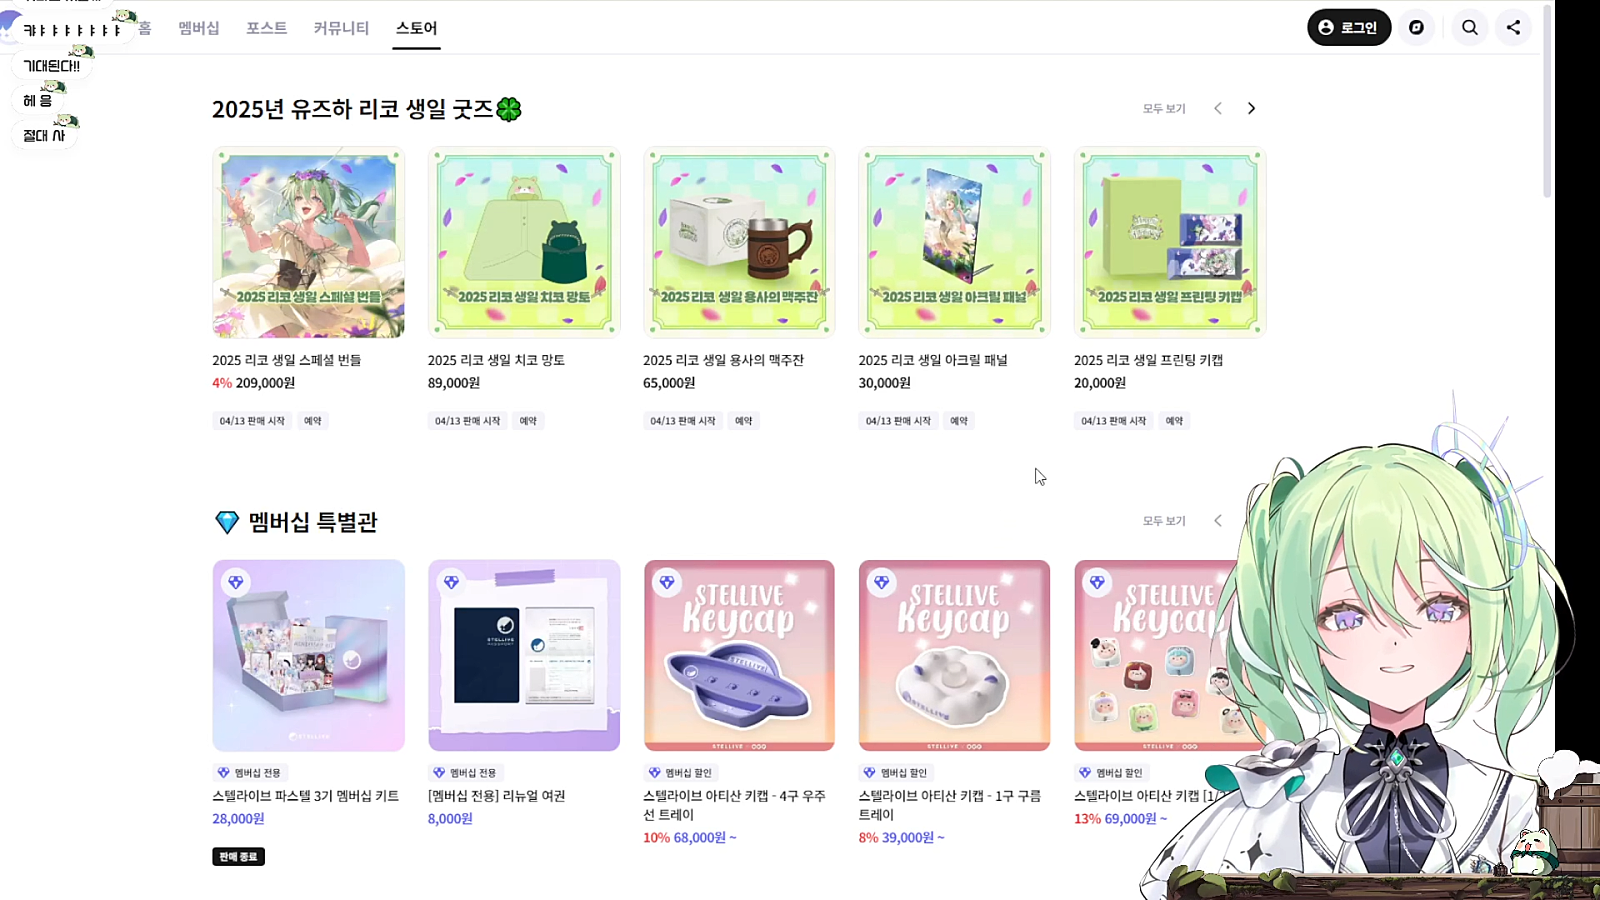 캬ㅑㅑㅑㅑㅑㅑㅑ
기대된다!!
헤 응
절대 사
홈 멤버십 포스트 커뮤니티 스토어
로그인
2025년 유즈하 리코 생일 굿즈🍀
모두 보기
2025 리코 생일 스페셜 번들
2025 리코 생일 치코 망토
2025 리코 생일 용사의 맥주잔
2025 리코 생일 아크릴 패널
2025 리코 생일 프린팅 키캡
2025 리코 생일 스페셜 번들
4% 209,000원
04/13 판매 시작 예약
2025 리코 생일 치코 망토
89,000원
04/13 판매 시작 예약
2025 리코 생일 용사의 맥주잔
65,000원
04/13 판매 시작 예약
2025 리코 생일 아크릴 패널
30,000원
04/13 판매 시작 예약
2025 리코 생일 프린팅 키캡
20,000원
04/13 판매 시작 예약
💎 멤버십 특별관
모두 보기
STELLIVE
STELLIVE
STELLIVE
Keycap
STELLIVE
STELLIVE
Keycap
STELLIVE
STELLIVE
Keycap
멤버십 전용
스텔라이브 파스텔 3기 멤버십 키트
28,000원
판매 종료
멤버십 전용
[멤버십 전용] 리뉴얼 여권
8,000원
멤버십 할인
스텔라이브 아티산 키캡 - 4구 우주
선 트레이
10% 68,000원 ~
멤버십 할인
스텔라이브 아티산 키캡 - 1구 구름
트레이
8% 39,000원 ~
멤버십 할인
스텔라이브 아티산 키캡
13% 69,000원 ~